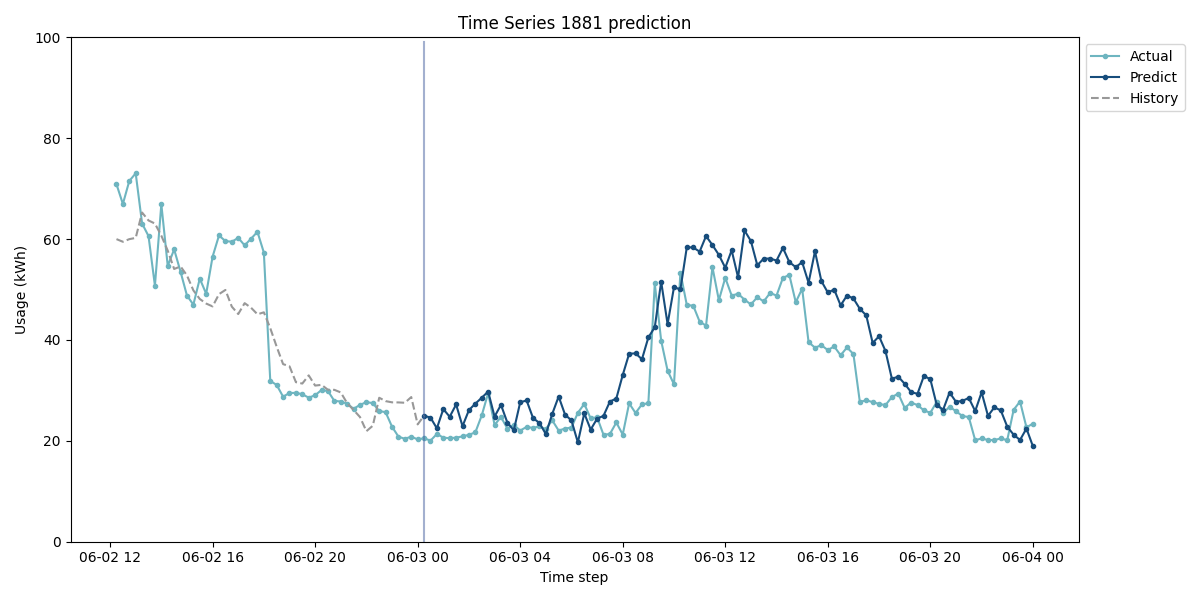 Time Series 1881 prediction
100
80
60
40
20
0
Usage (kWh)
06-02 12
06-02 16
06-02 20
06-03 00
06-03 04
06-03 08
06-03 12
06-03 16
06-03 20
06-04 00
Time step
Actual
Predict
History